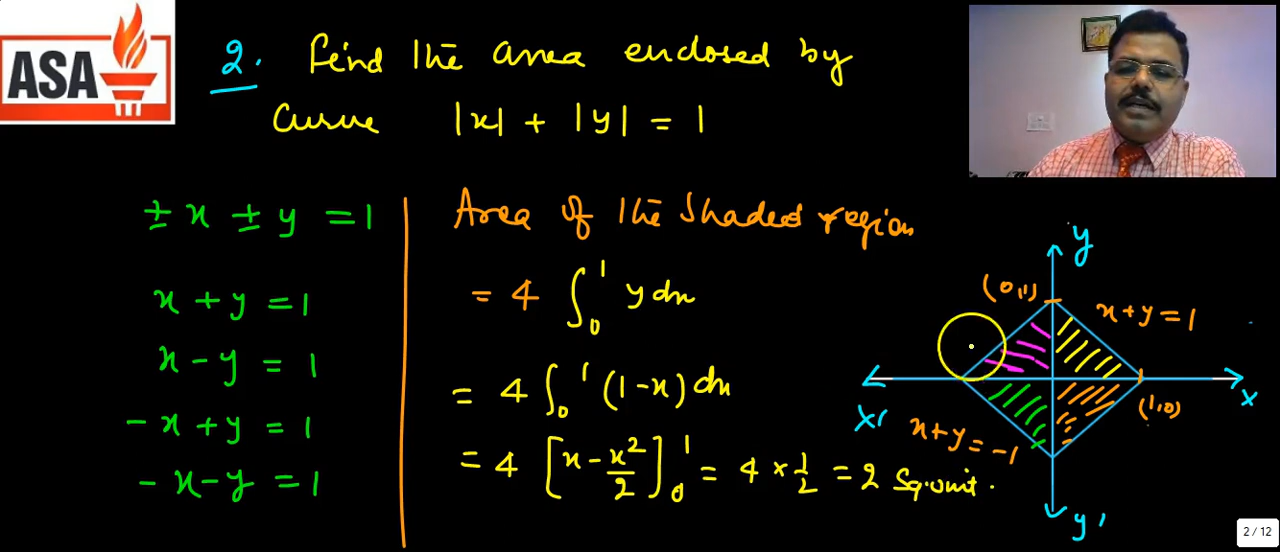 ASA
2. Find the area enclosed by
curve |x| + |y| = 1
± x ± y = 1
x + y = 1
x - y = 1
- x + y = 1
- x - y = 1
Area of the shaded region
= 4 ∫₀¹ y dx
= 4 ∫₀¹ (1-x) dx
= 4 [x - x²/2]₀¹ = 4 × 1/2 = 2 Sq.unit.
y
(0,1)
x+y=1
x
x'
(1,0)
x+y=-1
y'
2 / 12